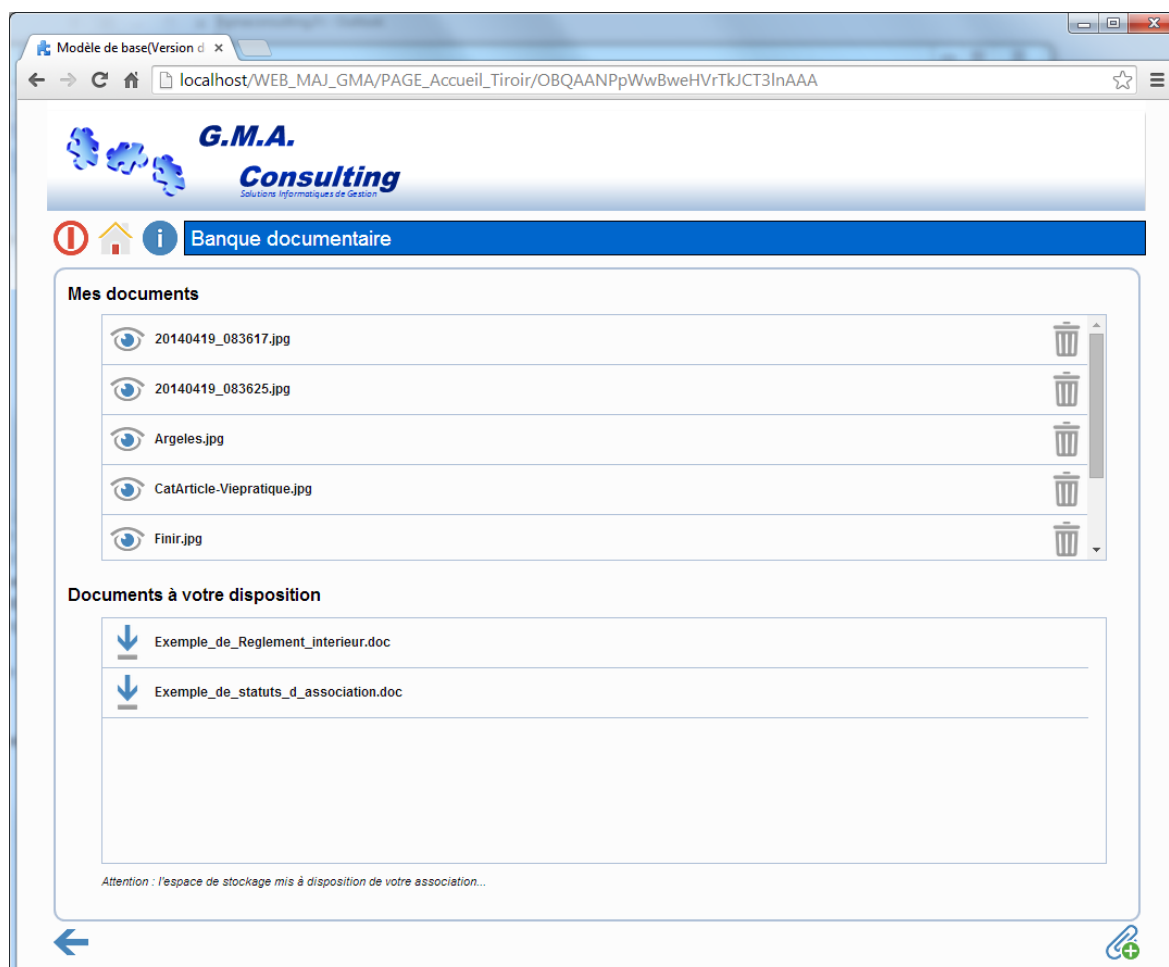 Modèle de base(Version d
localhost/WEB_MAJ_GMA/PAGE_Accueil_Tiroir/OBQAANPpWwBweHVrTkJCT3lnAAA
G.M.A.
Consulting
Solutions Informatiques de Gestion
Banque documentaire
Mes documents
20140419_083617.jpg
20140419_083625.jpg
Argeles.jpg
CatArticle-Viepratique.jpg
Finir.jpg
Documents à votre disposition
Exemple_de_Reglement_interieur.doc
Exemple_de_statuts_d_association.doc
Attention : l'espace de stockage mis à disposition de votre association...